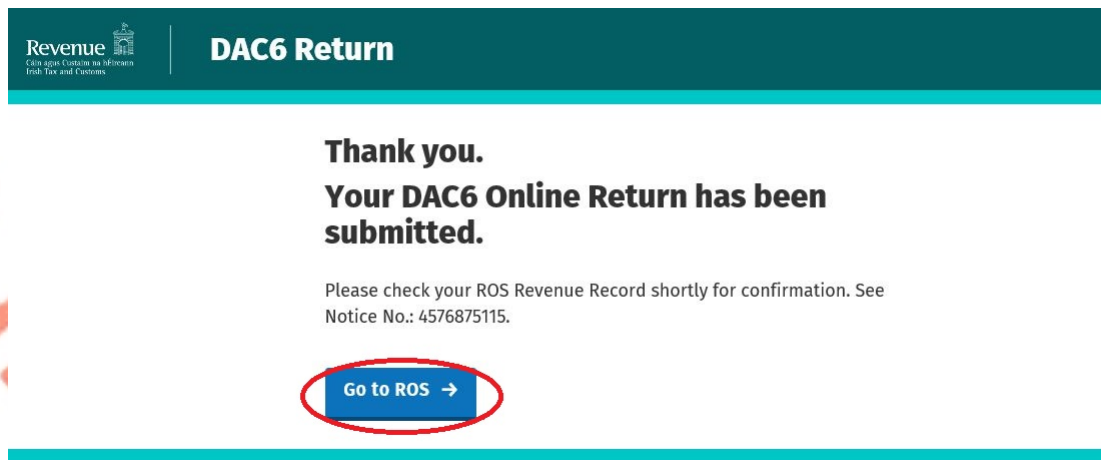 Revenue
Cáin agus Custaim na hÉireann
Irish Tax and Customs
DAC6 Return
Thank you.
Your DAC6 Online Return has been
submitted.
Please check your ROS Revenue Record shortly for confirmation. See
Notice No.: 4576875115.
Go to ROS →